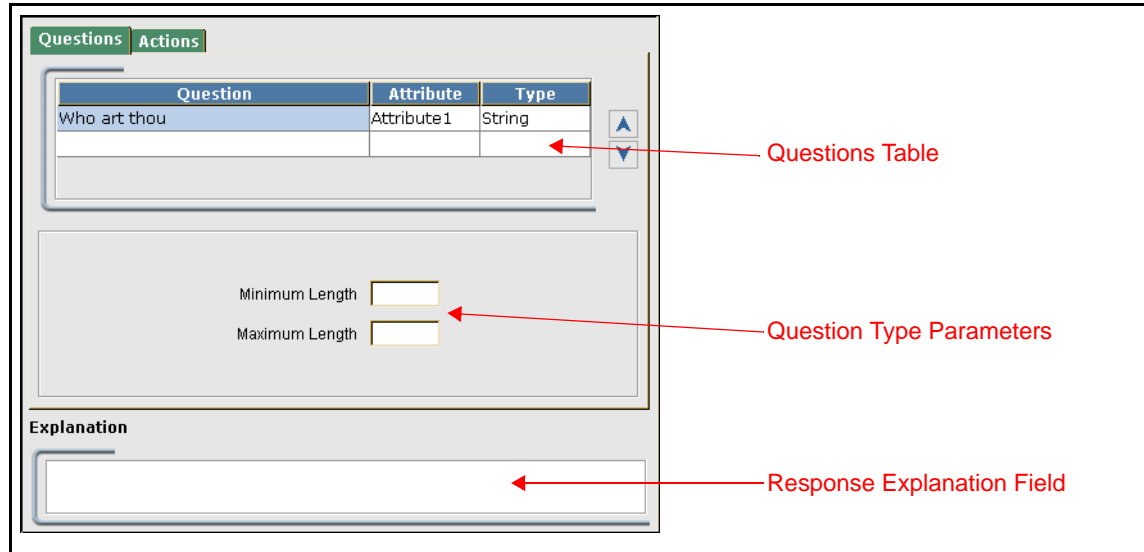 Questions Actions
Question Attribute Type
Who art thou Attribute1 String
Questions Table
Minimum Length
Question Type Parameters
Maximum Length
Explanation
Response Explanation Field